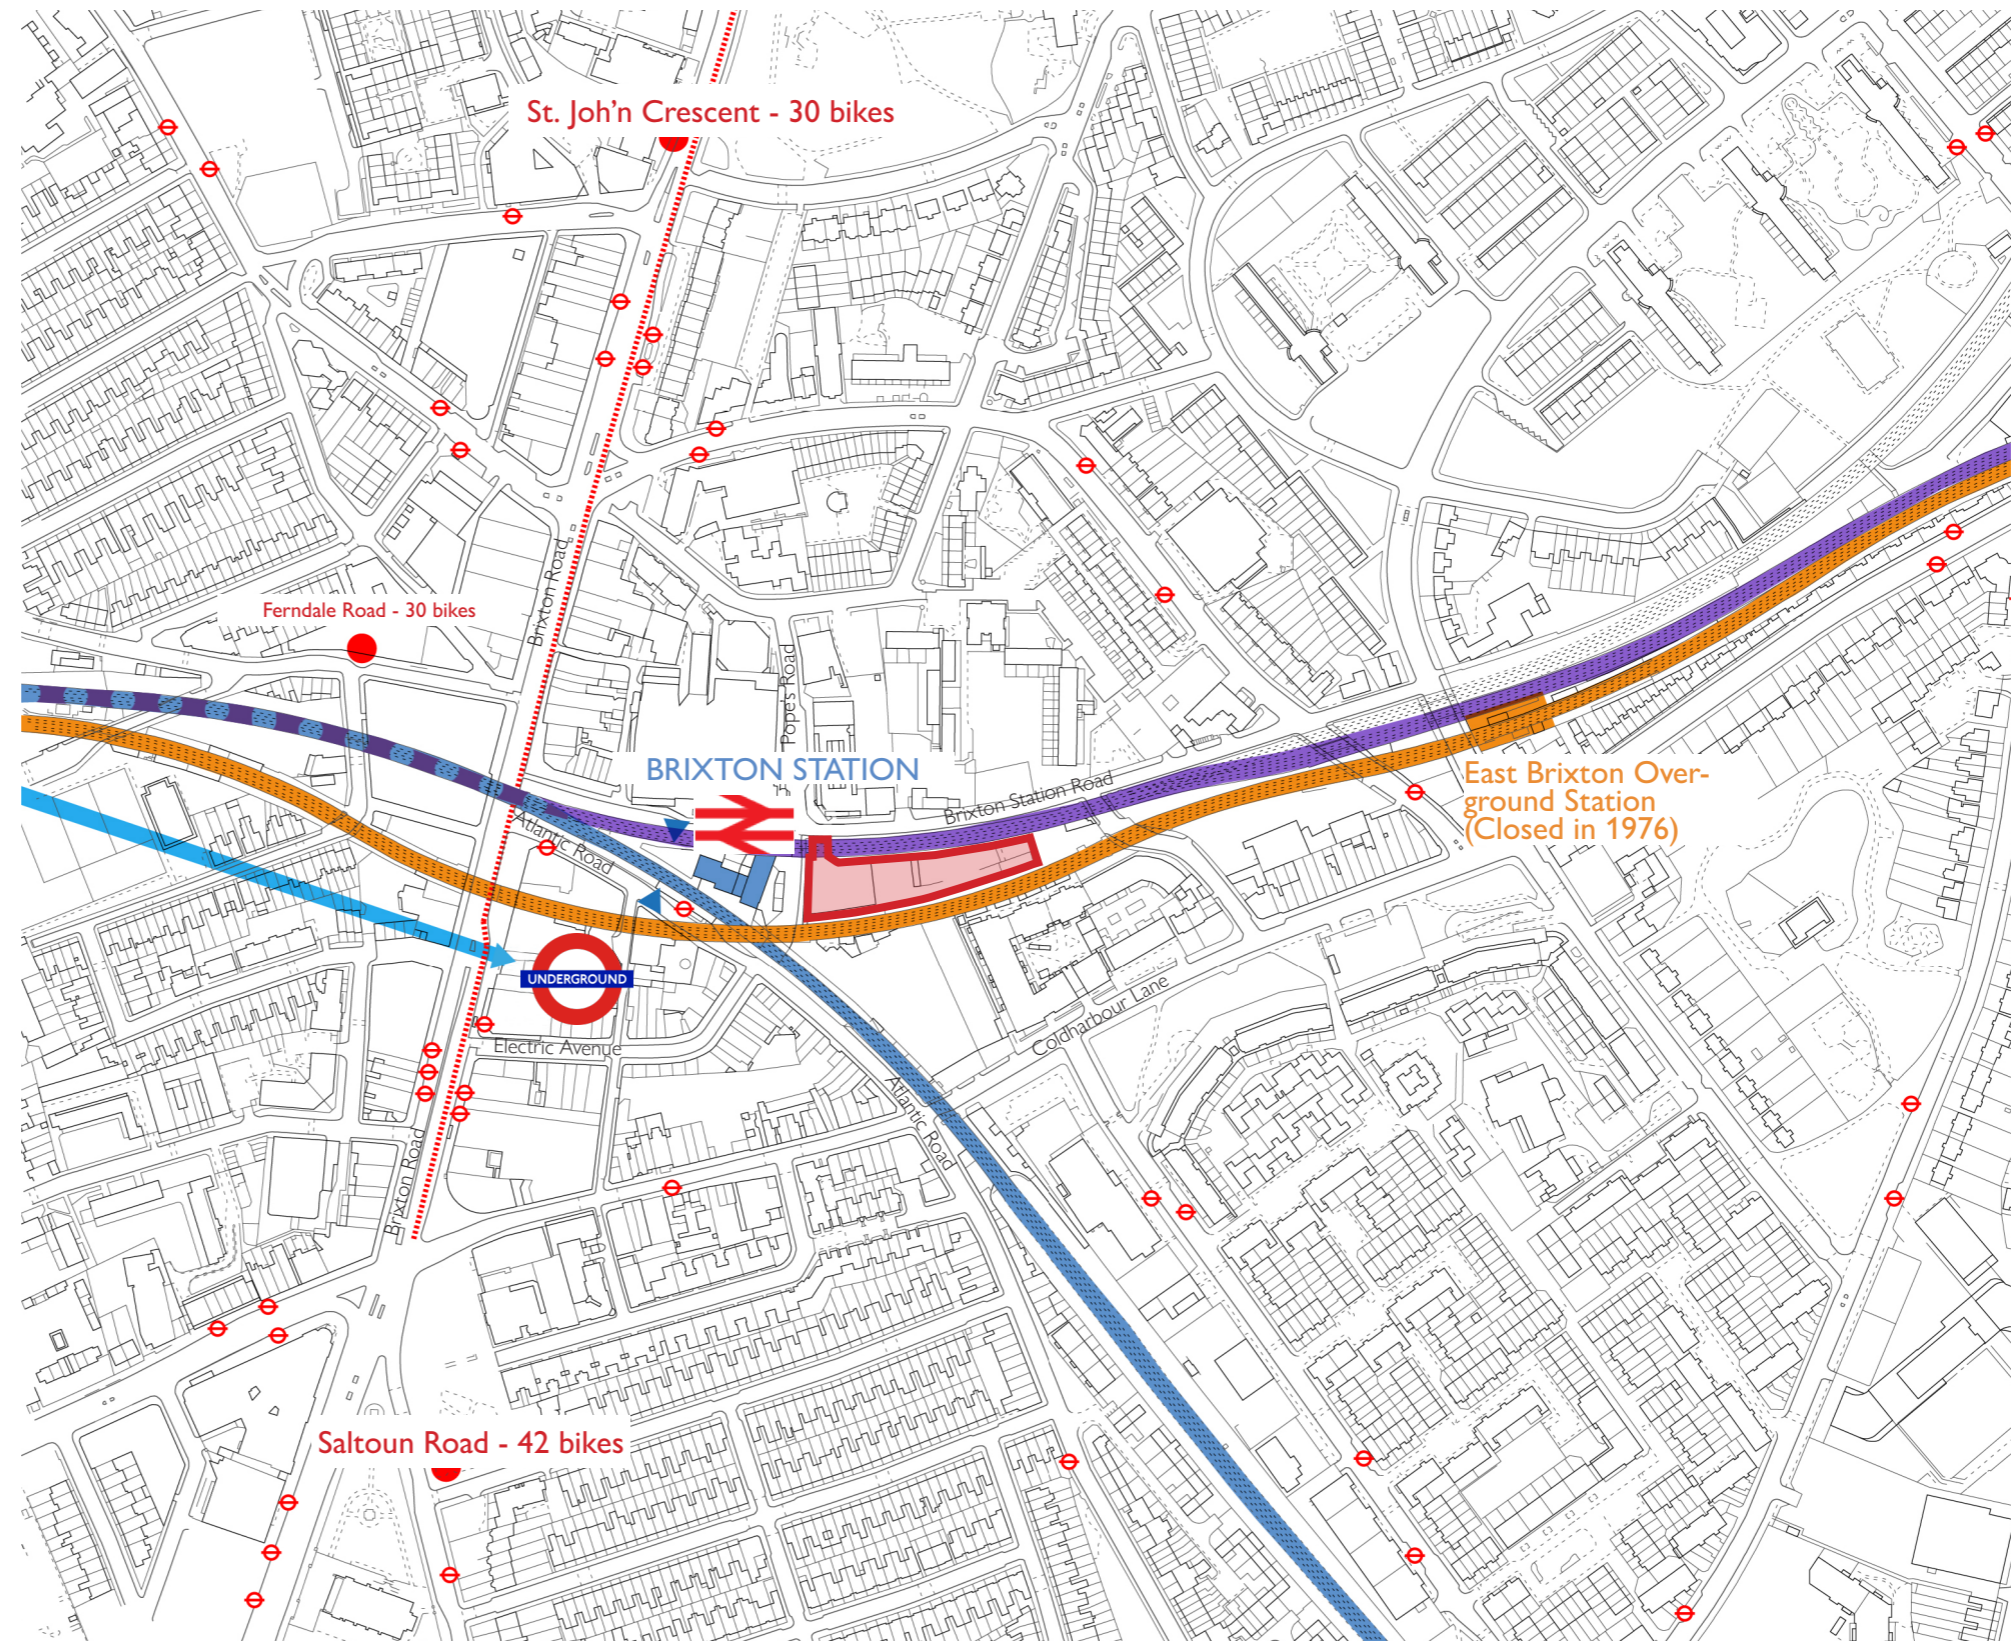 St. Joh'n Crescent - 30 bikes
Brixton Road
Ferndale Road - 30 bikes
Popes Road
BRIXTON STATION
Brixton Station Road
East Brixton Over-
ground Station
(Closed in 1976)
Atlantic Road
UNDERGROUND
Coldharbour Lane
Electric Avenue
Atlantic Road
Brixton Road
Saltoun Road - 42 bikes